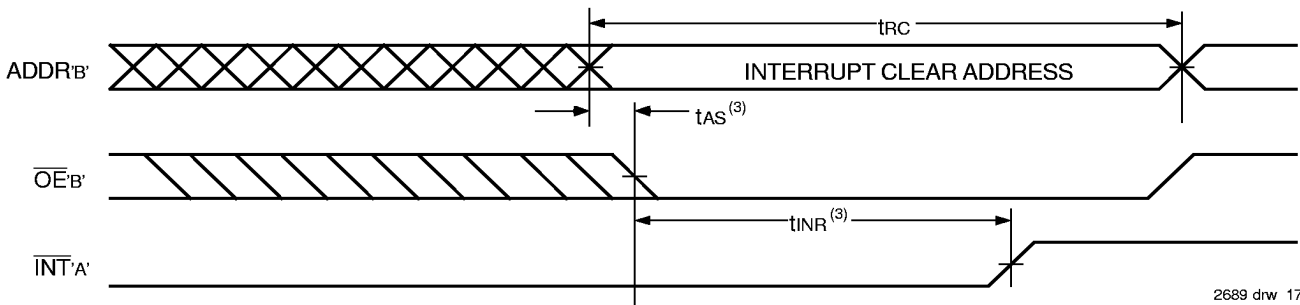 tRC
ADDR'B'
INTERRUPT CLEAR ADDRESS
tAS(3)
OE'B'
tINR(3)
INT'A'
2689 drw 17